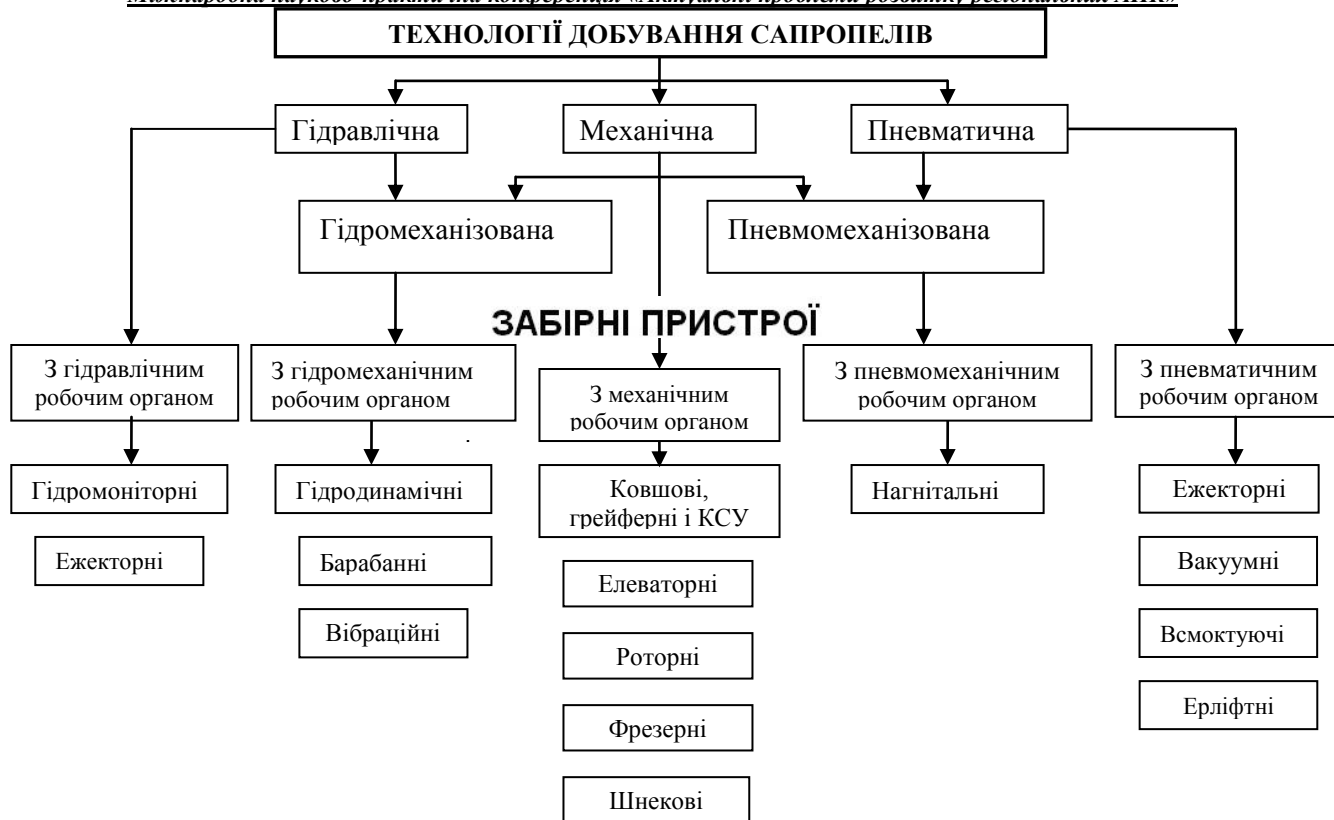 ТЕХНОЛОГІЇ ДОБУВАННЯ САПРОПЕЛІВ
Гідравлічна
Механічна
Пневматична
Гідромеханізована
Пневмомеханізована
ЗАБІРНІ ПРИСТРОЇ
З гідравлічним
робочим органом
З гідромеханічним
робочим органом
З механічним
робочим органом
З пневмомеханічним
робочим органом
З пневматичним
робочим органом
Гідромоніторні
Ежекторні
Гідродинамічні
Барабанні
Вібраційні
Ковшові,
грейферні і КСУ
Елеваторні
Роторні
Фрезерні
Шнекові
Нагнітальні
Ежекторні
Вакуумні
Всмоктуючі
Ерліфтні